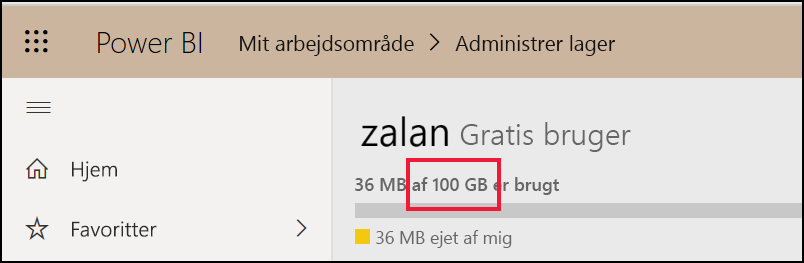 Power BI Mit arbejdsområde > Administrer lager
zalan Gratis bruger
Hjem
36 MB af 100 GB er brugt
Favoritter >
36 MB ejet af mig